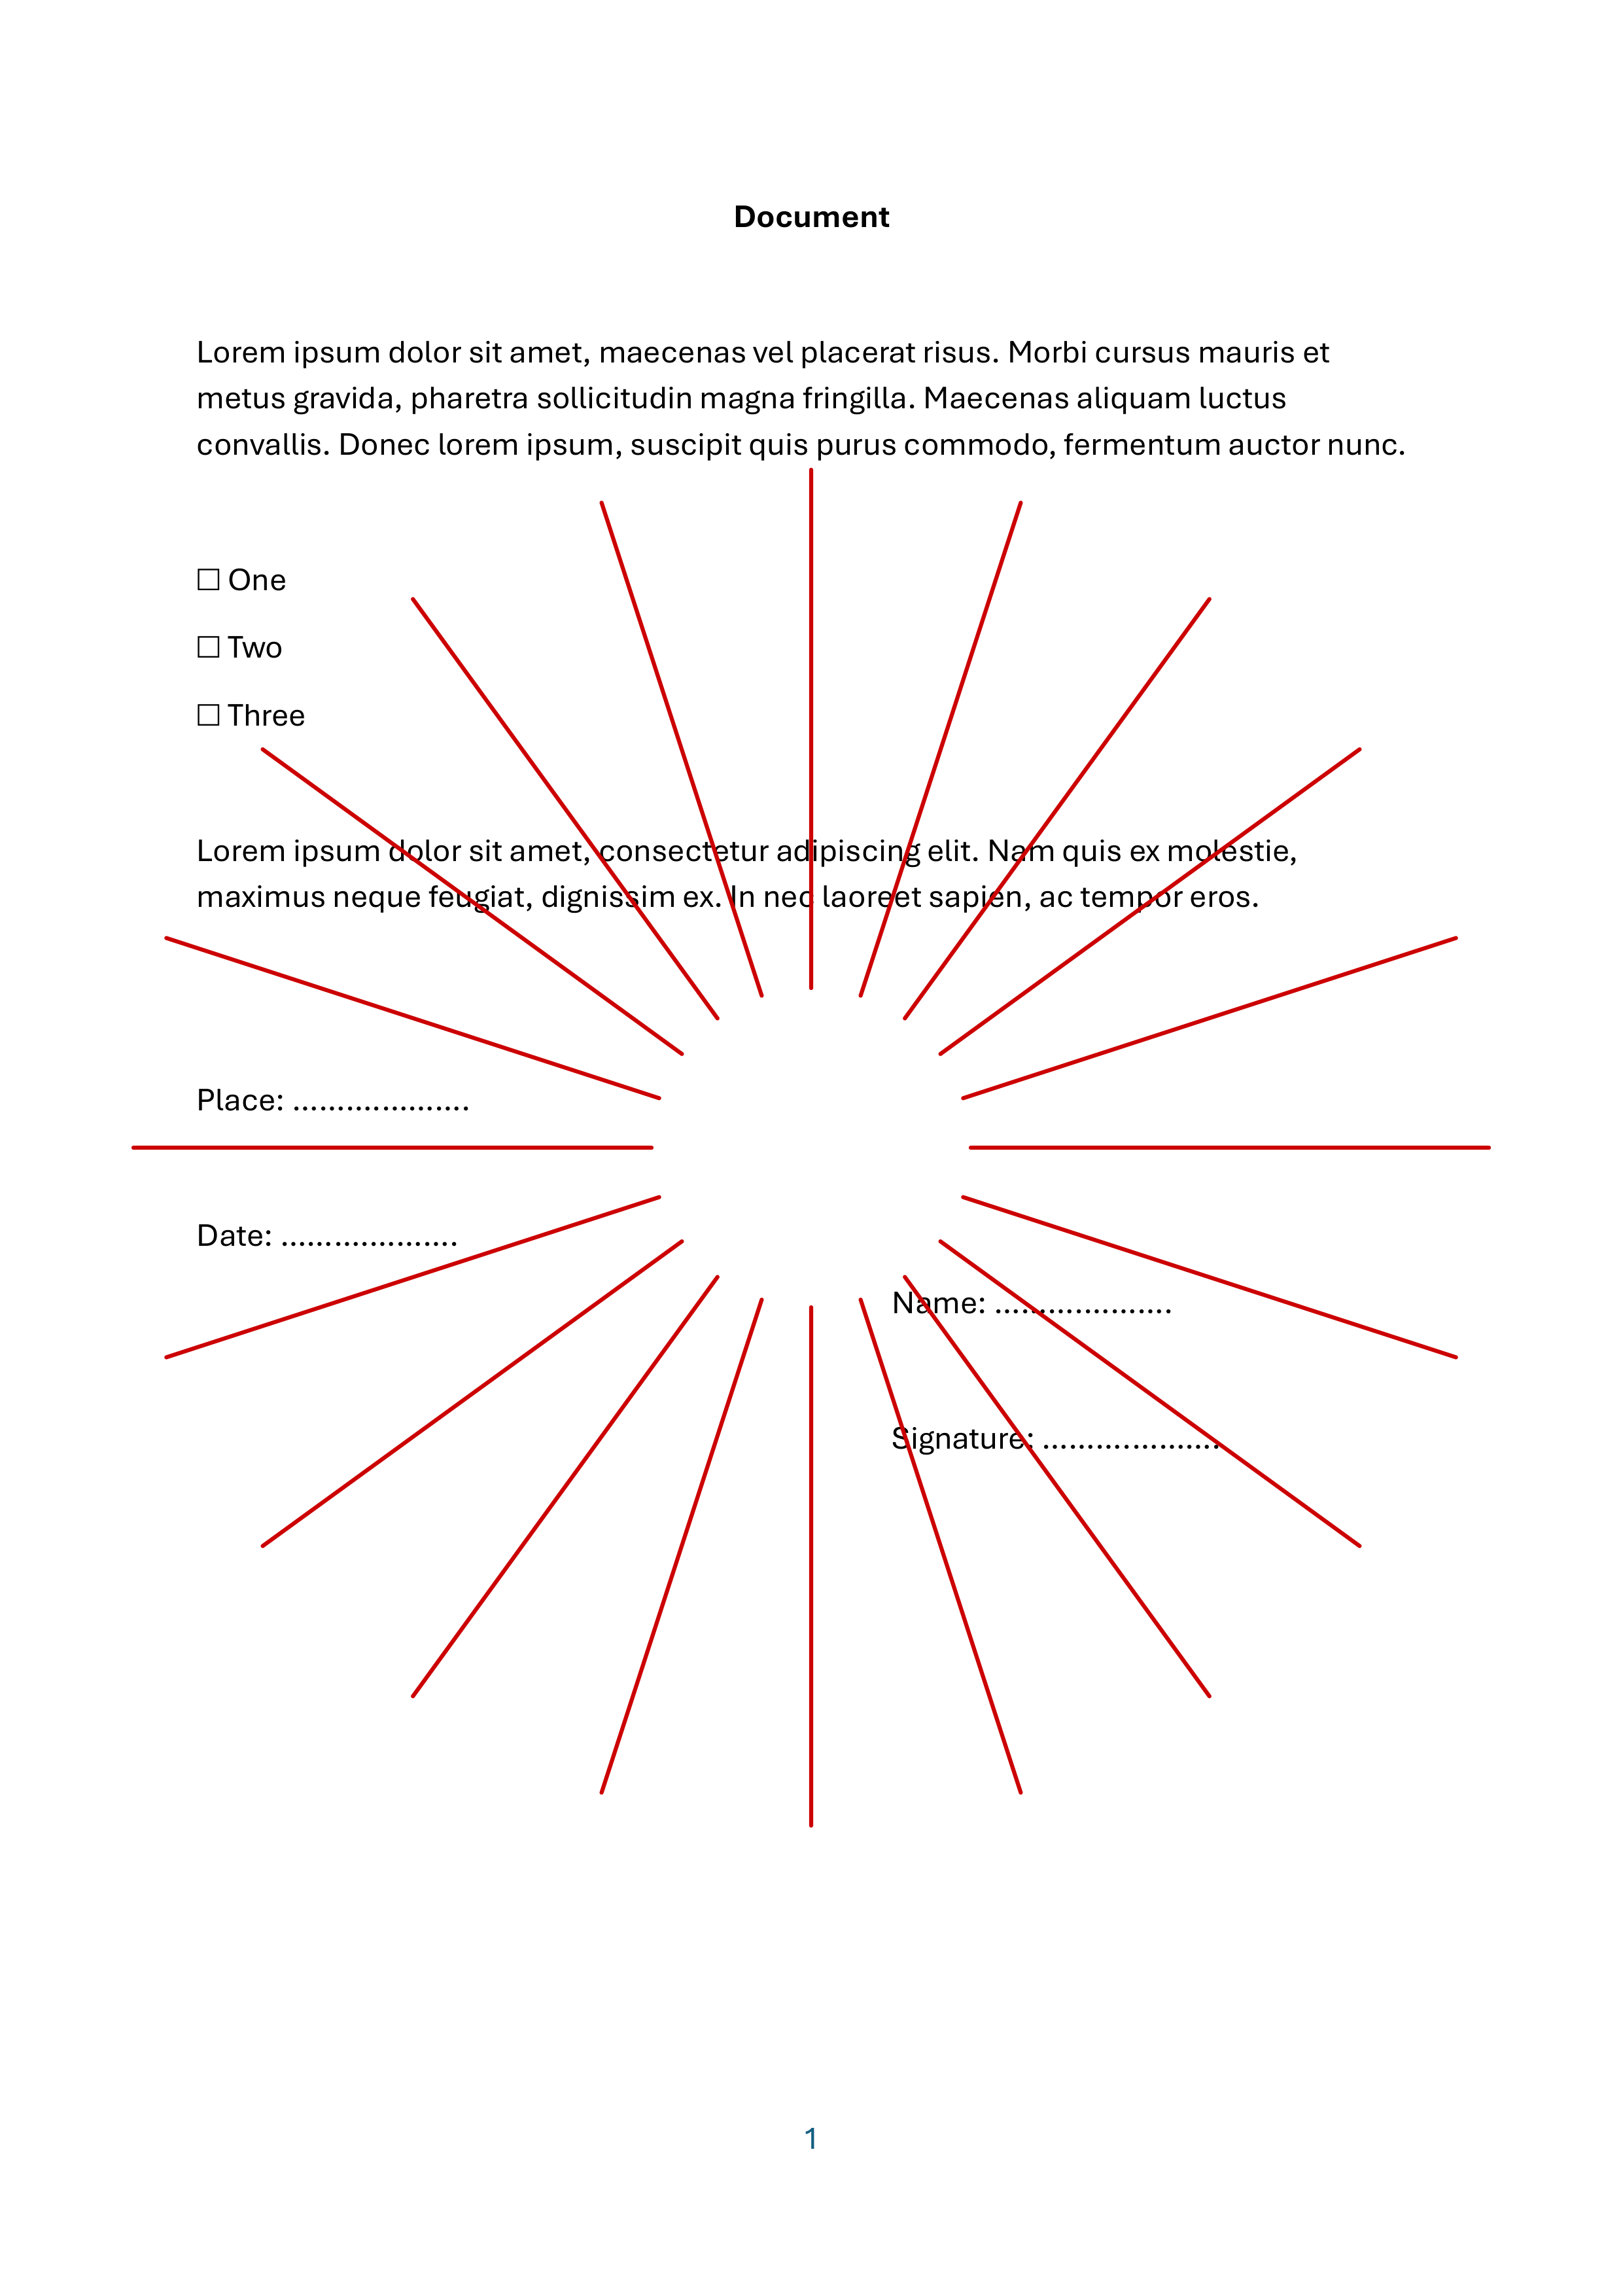 Document
Lorem ipsum dolor sit amet, maecenas vel placerat risus. Morbi cursus mauris et
metus gravida, pharetra sollicitudin magna fringilla. Maecenas aliquam luctus
convallis. Donec lorem ipsum, suscipit quis purus commodo, fermentum auctor nunc.
☐ One
☐ Two
☐ Three
Lorem ipsum dolor sit amet, consectetur adipiscing elit. Nam quis ex molestie,
maximus neque feugiat, dignissim ex. In nec laoreet sapien, ac tempor eros.
Place: ....................
Date: ....................
Name: ....................
Signature: ....................
1